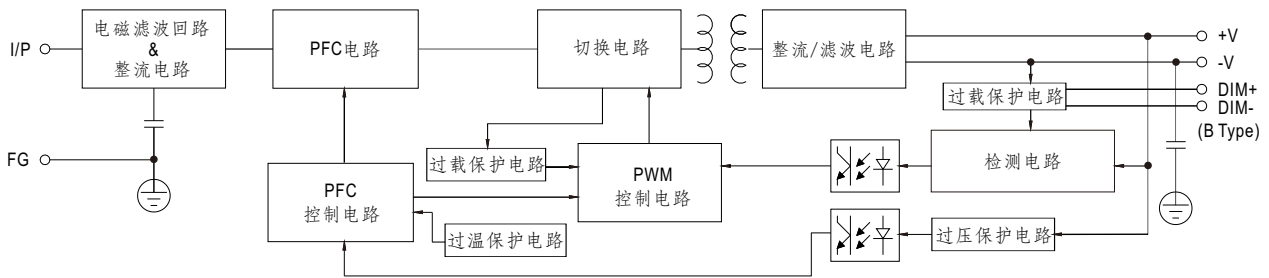 电磁滤波回路
&
整流电路
I/P
PFC电路
切换电路
整流/滤波电路
+V
-V
过载保护电路
DIM+
DIM-
(B Type)
FG
过载保护电路
PWM
控制电路
检测电路
PFC
控制电路
过温保护电路
过压保护电路